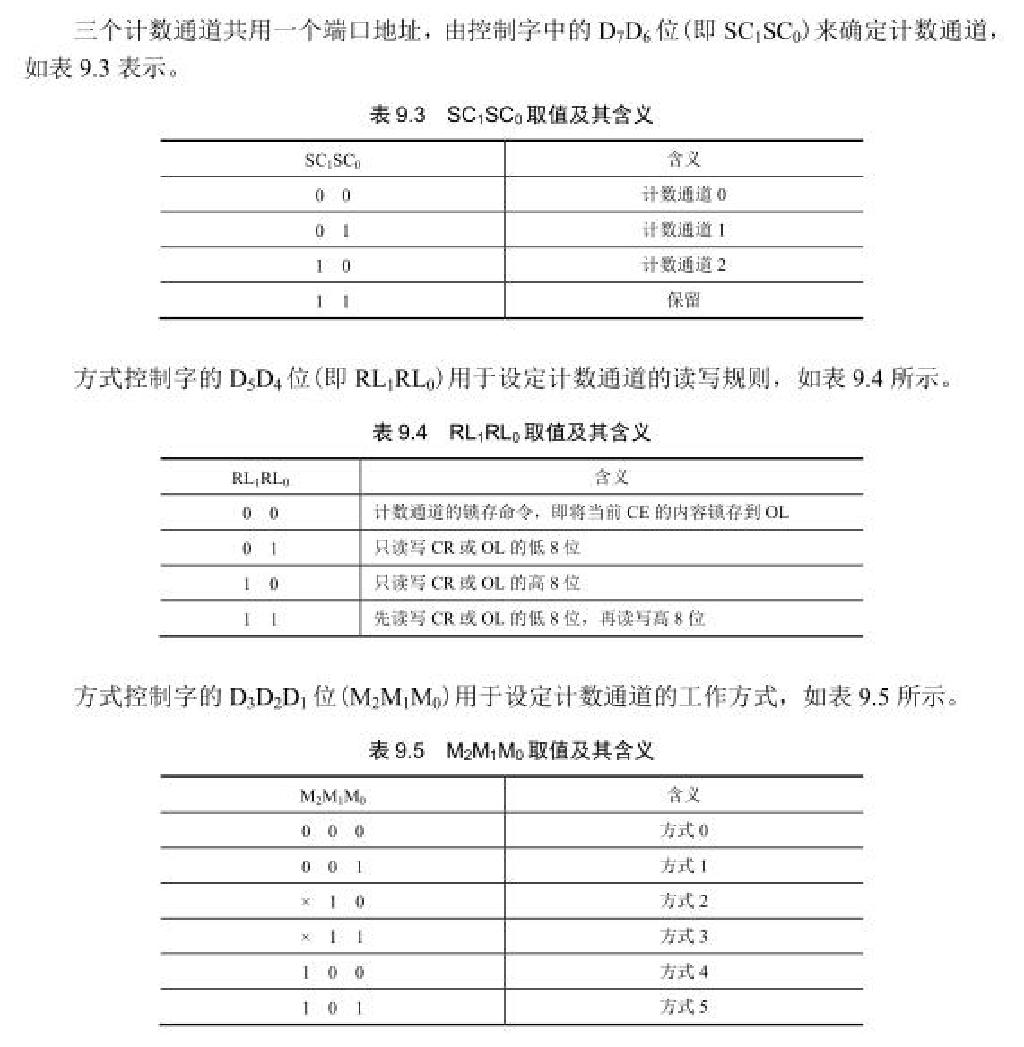 三个计数通道共用一个端口地址，由控制字中的 D₇D₆ 位(即 SC₁SC₀)来确定计数通道，
如表 9.3 表示。
表 9.3 SC₁SC₀ 取值及其含义
SC₁SC₀ 含义
0 0 计数通道 0
0 1 计数通道 1
1 0 计数通道 2
1 1 保留
方式控制字的 D₅D₄ 位(即 RL₁RL₀)用于设定计数通道的读写规则，如表 9.4 所示。
表 9.4 RL₁RL₀ 取值及其含义
RL₁RL₀ 含义
0 0 计数通道的锁存命令，即将当前 CE 的内容锁存到 OL
0 1 只读写 CR 或 OL 的低 8 位
1 0 只读写 CR 或 OL 的高 8 位
1 1 先读写 CR 或 OL 的低 8 位，再读写高 8 位
方式控制字的 D₃D₂D₁ 位(M₂M₁M₀)用于设定计数通道的工作方式，如表 9.5 所示。
表 9.5 M₂M₁M₀ 取值及其含义
M₂M₁M₀ 含义
0 0 0 方式 0
0 0 1 方式 1
× 1 0 方式 2
× 1 1 方式 3
1 0 0 方式 4
1 0 1 方式 5